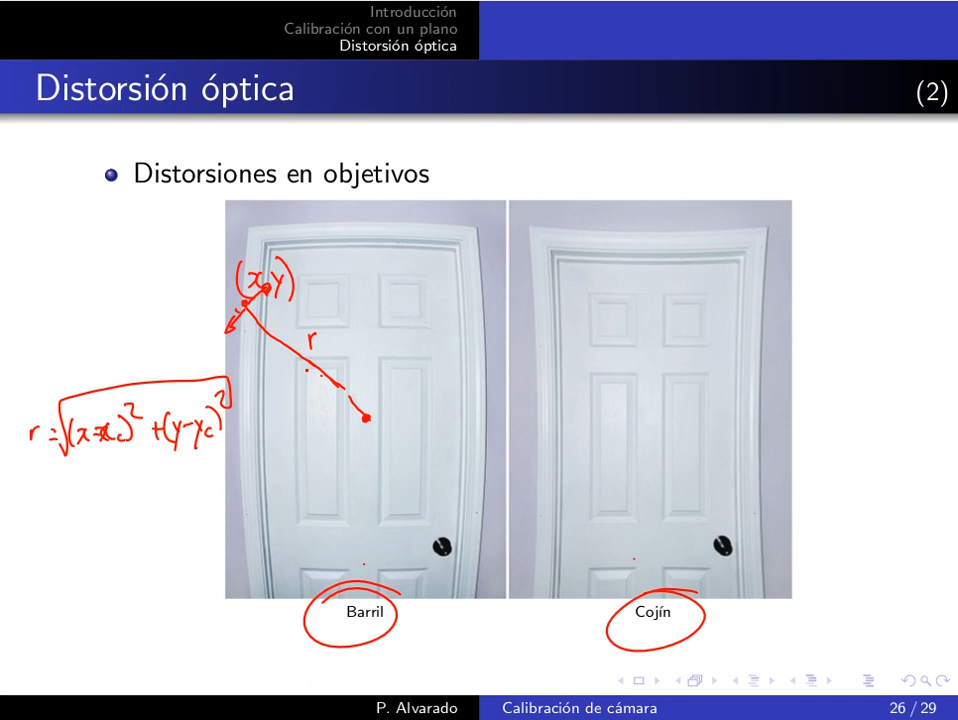 Introducción
Calibración con un plano
Distorsión óptica
Distorsión óptica (2)
Distorsiones en objetivos
(x,y)
r
r = √(x-xc)² + (y-yc)²
Barril Cojín
P. Alvarado Calibración de cámara 26 / 29